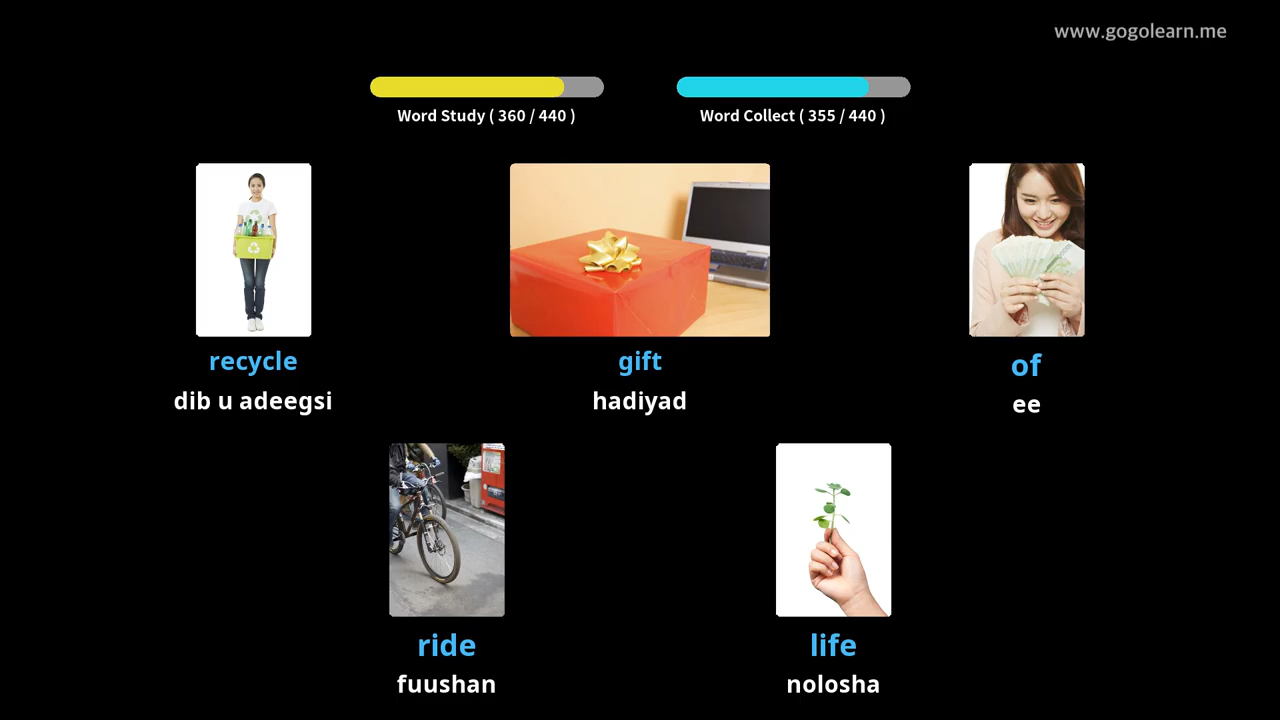 www.gogolearn.me
Word Study ( 360 / 440 )
Word Collect ( 355 / 440 )
recycle
dib u adeegsi
gift
hadiyad
of
ee
ride
fuushan
life
nolosha